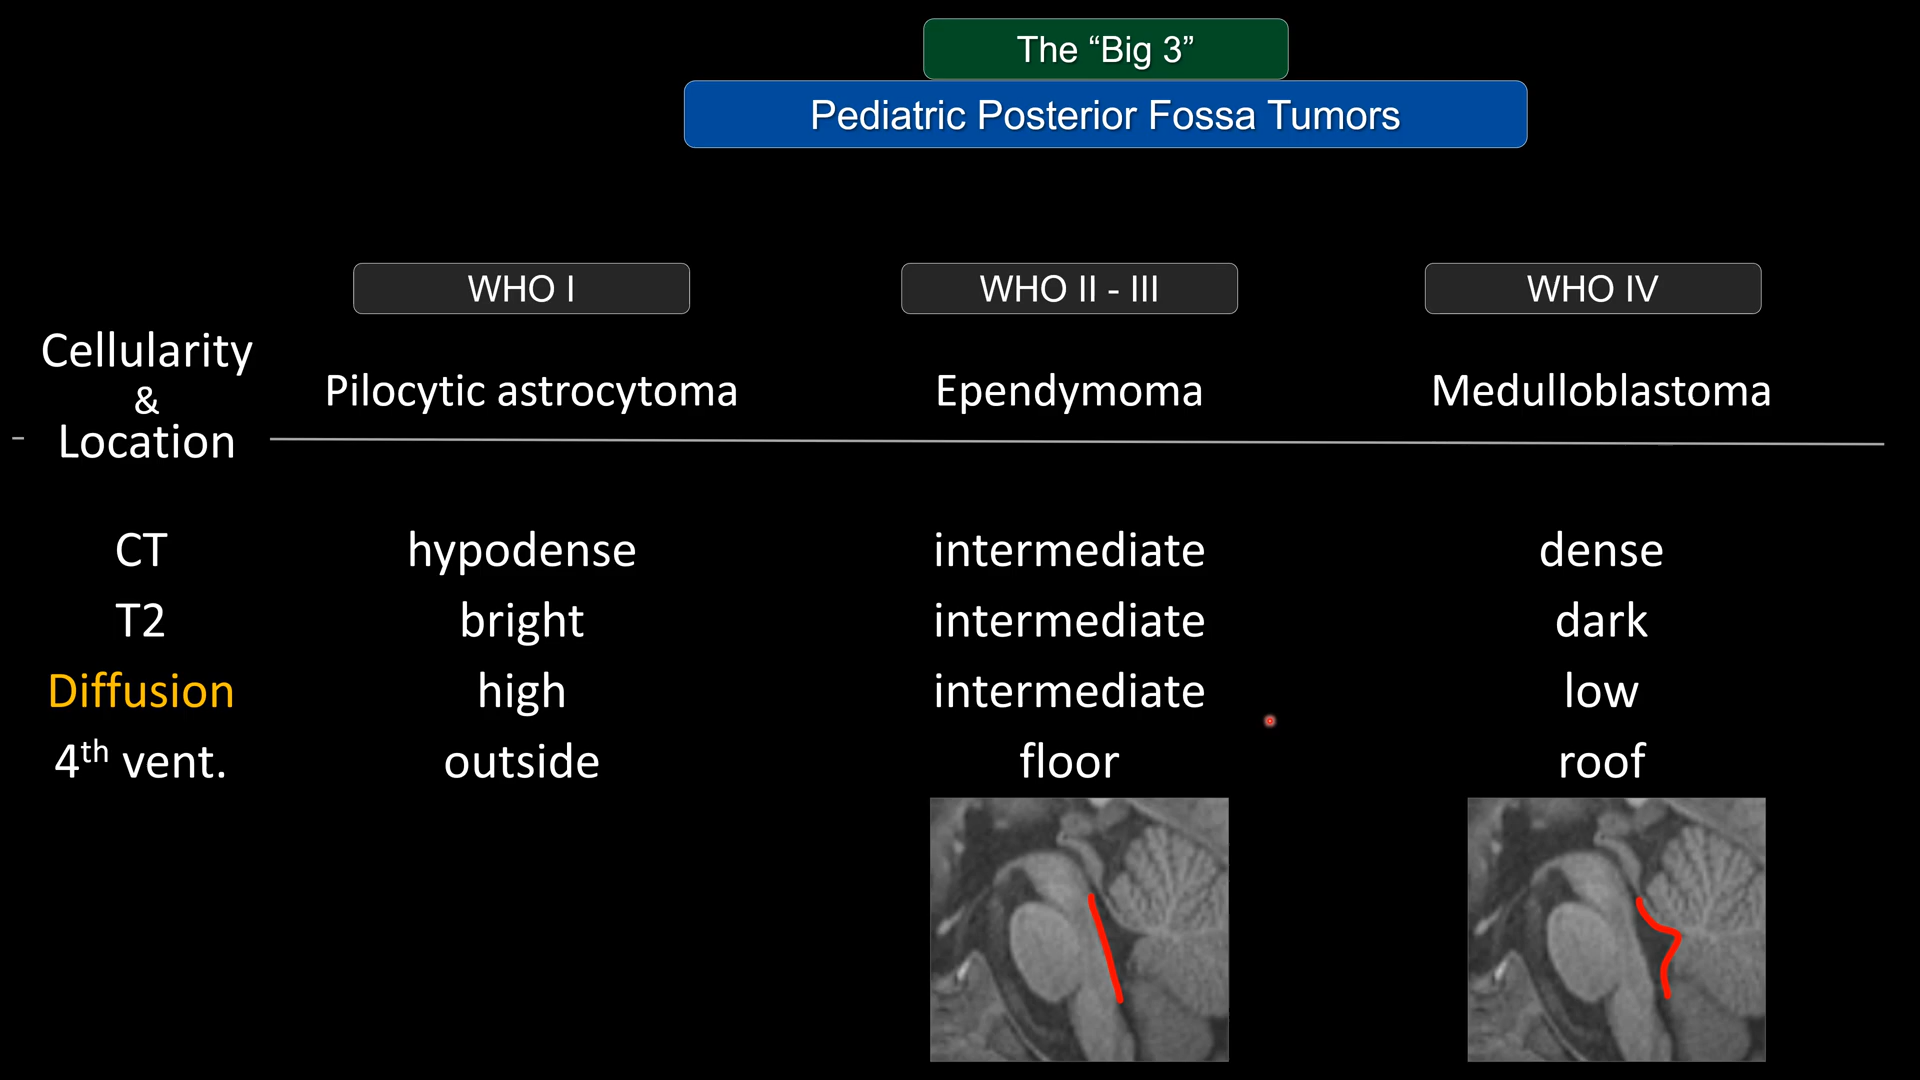 The “Big 3”
Pediatric Posterior Fossa Tumors
WHO I WHO II - III WHO IV
Cellularity
&
Location
Pilocytic astrocytoma Ependymoma Medulloblastoma
CT hypodense intermediate dense
T2 bright intermediate dark
Diffusion high intermediate low
4th vent. outside floor roof